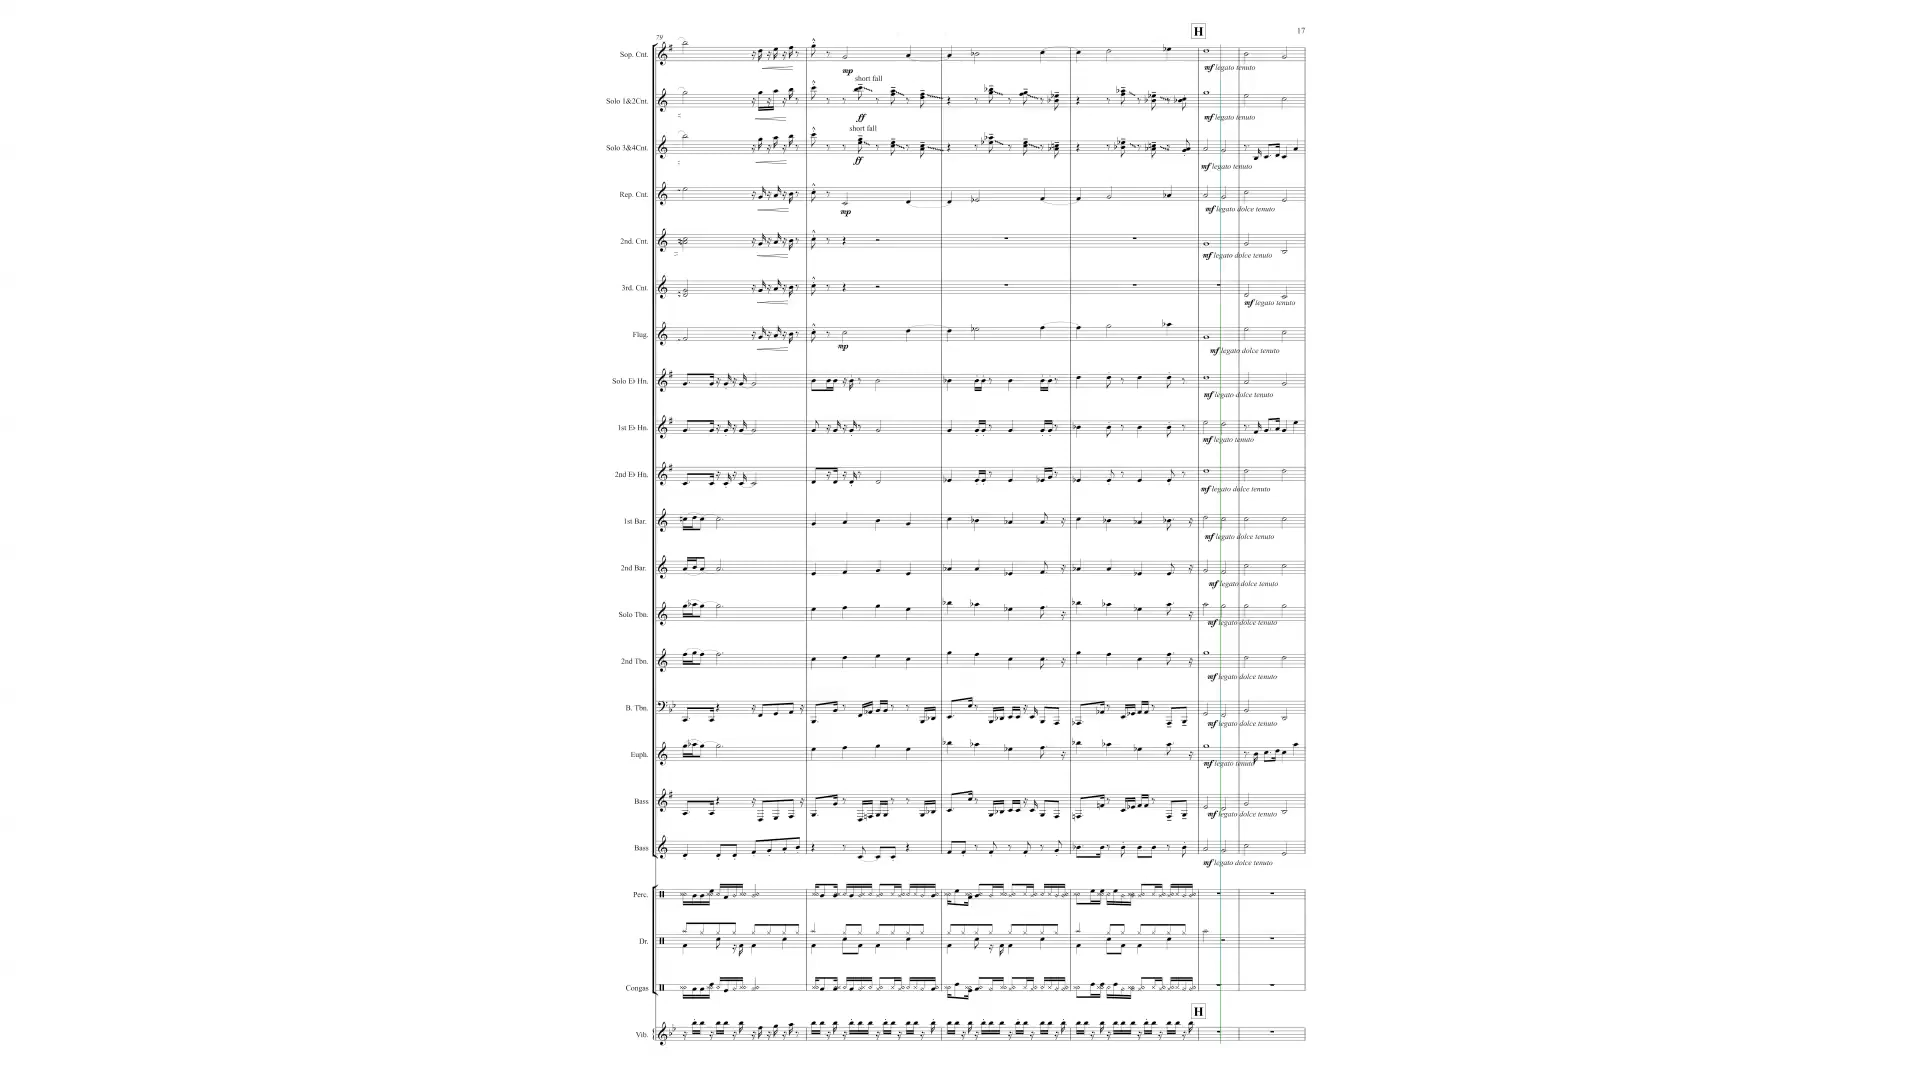 H
17
79
Sop. Cnt.
mf legato tenuto
mp
short fall
Solo 1&2Cnt.
ff
mf legato tenuto
short fall
Solo 3&4Cnt.
ff
mf legato tenuto
Rep. Cnt.
mp
mf legato dolce tenuto
2nd. Cnt.
mf legato dolce tenuto
3rd. Cnt.
mf legato tenuto
Flug.
mp
mf legato dolce tenuto
Solo E♭ Hn.
mf legato dolce tenuto
1st E♭ Hn.
mf legato tenuto
2nd E♭ Hn.
mf legato dolce tenuto
1st Bar.
mf legato dolce tenuto
2nd Bar.
mf legato dolce tenuto
Solo Tbn.
mf legato dolce tenuto
2nd Tbn.
mf legato dolce tenuto
B. Tbn.
mf legato dolce tenuto
Euph.
mf legato tenuto
Bass
mf legato dolce tenuto
Bass
mf legato dolce tenuto
Perc.
Dr.
Congas
H
Vib.